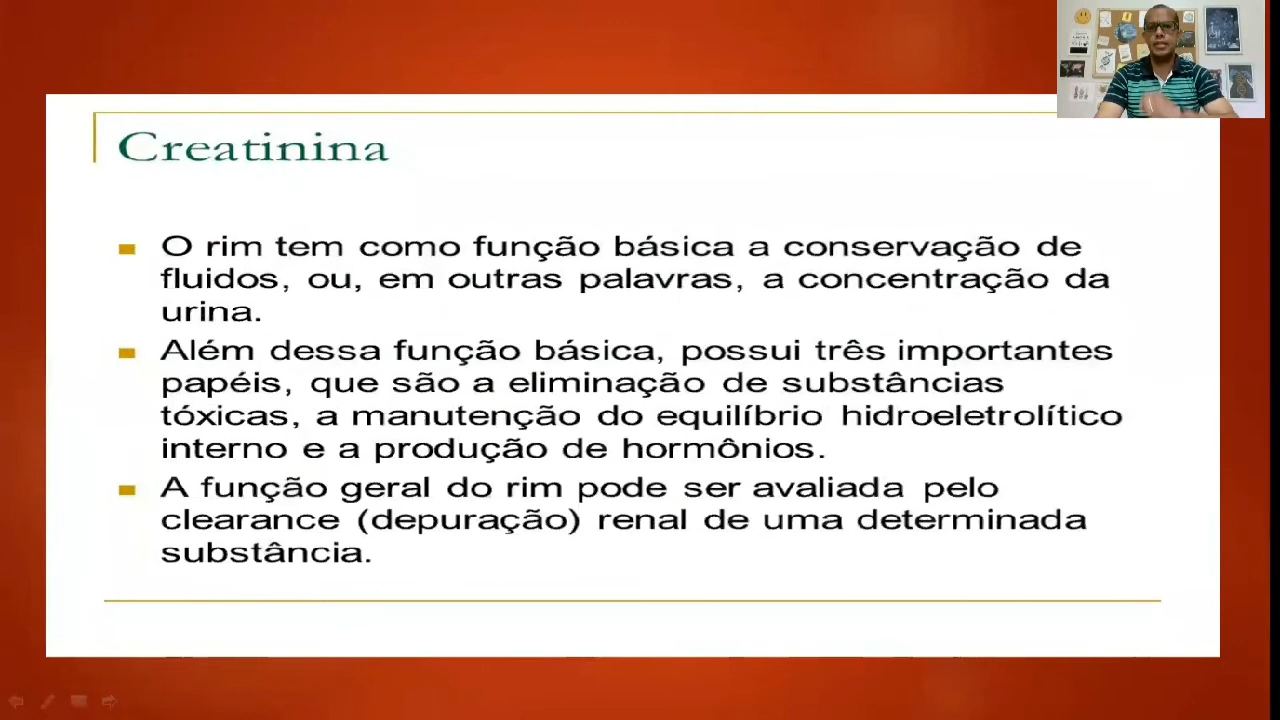 Creatinina
O rim tem como função básica a conservação de
fluidos, ou, em outras palavras, a concentração da
urina.
Além dessa função básica, possui três importantes
papéis, que são a eliminação de substâncias
tóxicas, a manutenção do equilíbrio hidroeletrolítico
interno e a produção de hormônios.
A função geral do rim pode ser avaliada pelo
clearance (depuração) renal de uma determinada
substância.